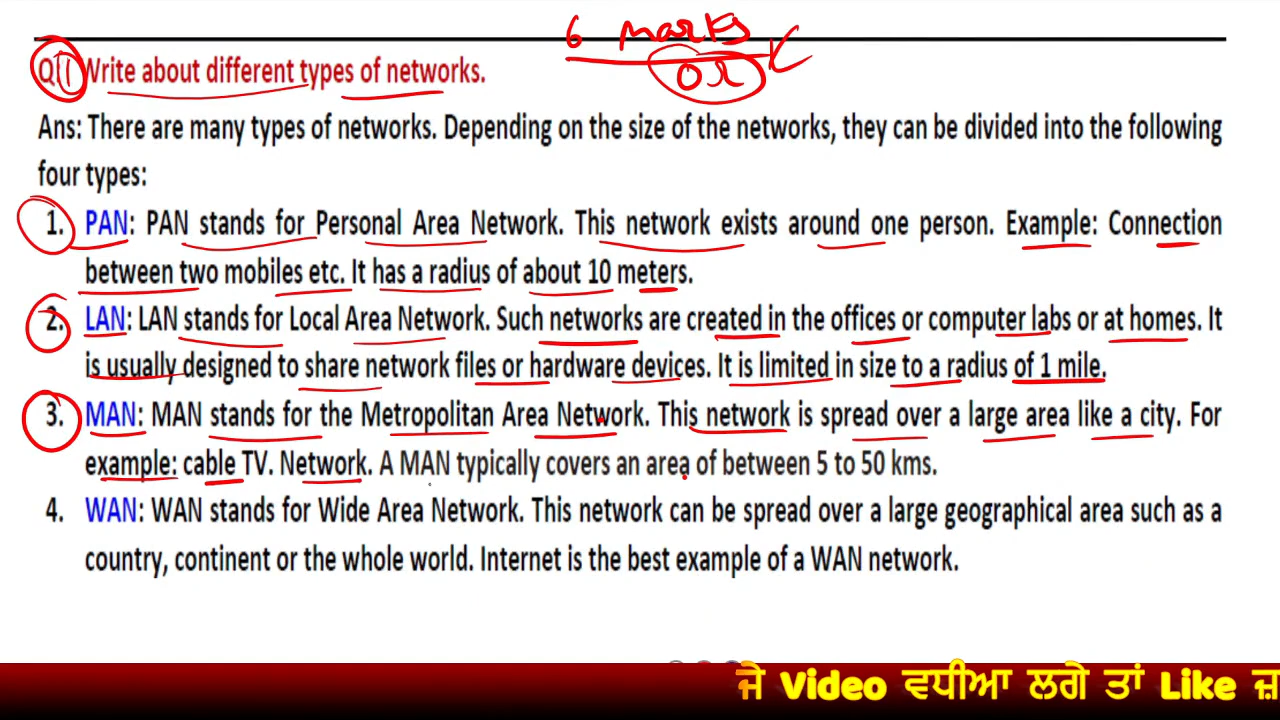 6 Marks
QII Write about different types of networks.
OR
Ans: There are many types of networks. Depending on the size of the networks, they can be divided into the following
four types:
1. PAN: PAN stands for Personal Area Network. This network exists around one person. Example: Connection
between two mobiles etc. It has a radius of about 10 meters.
2. LAN: LAN stands for Local Area Network. Such networks are created in the offices or computer labs or at homes. It
is usually designed to share network files or hardware devices. It is limited in size to a radius of 1 mile.
3. MAN: MAN stands for the Metropolitan Area Network. This network is spread over a large area like a city. For
example: cable TV. Network. A MAN typically covers an area of between 5 to 50 kms.
4. WAN: WAN stands for Wide Area Network. This network can be spread over a large geographical area such as a
country, continent or the whole world. Internet is the best example of a WAN network.
ਜੇ Video ਵਧੀਆ ਲਗੇ ਤਾਂ Like ਜ਼